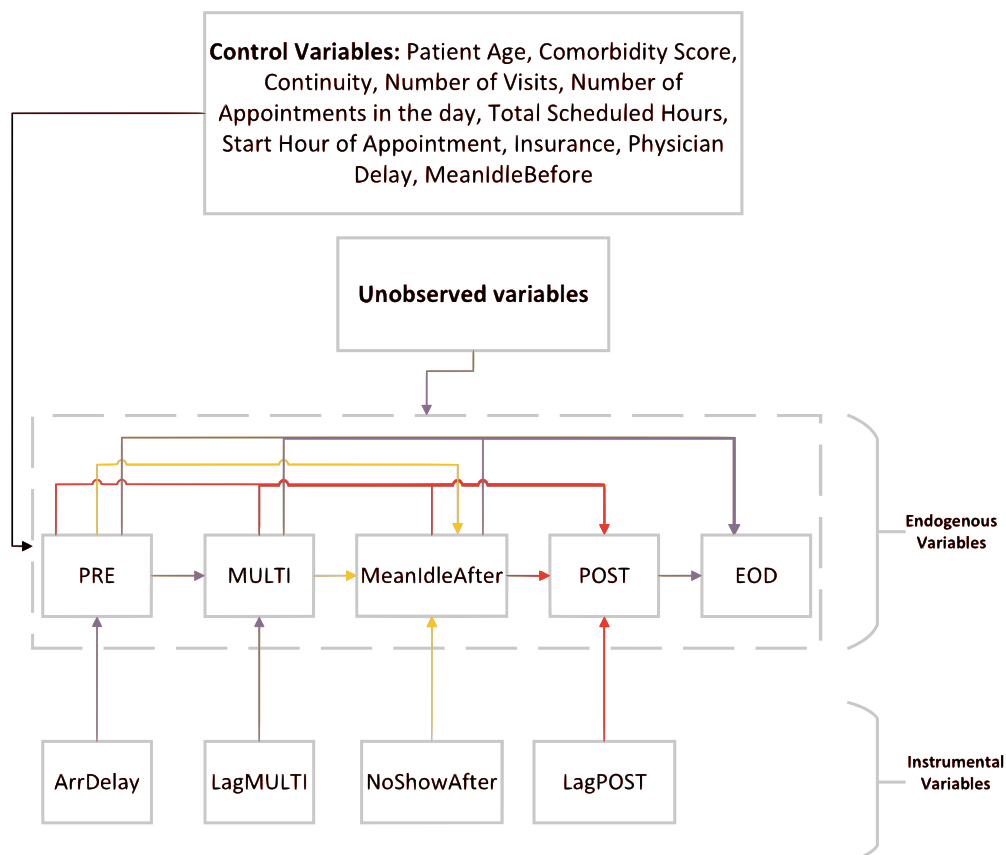 Control Variables: Patient Age, Comorbidity Score,
Continuity, Number of Visits, Number of
Appointments in the day, Total Scheduled Hours,
Start Hour of Appointment, Insurance, Physician
Delay, MeanIdleBefore
Unobserved variables
Endogenous
Variables
PRE
MULTI
MeanIdleAfter
POST
EOD
ArrDelay
LagMULTI
NoShowAfter
LagPOST
Instrumental
Variables